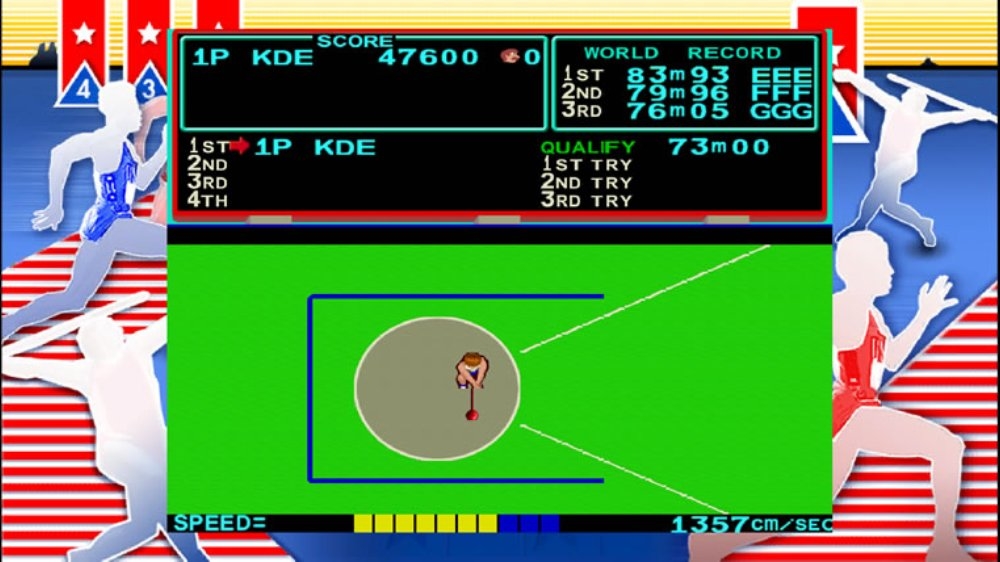 4 3
SCORE
1P KDE 47600 0
WORLD RECORD
1ST 83m93 EEE
2ND 79m96 FFF
3RD 76m05 GGG
1ST 1P KDE
2ND
3RD
4TH
QUALIFY 73m00
1ST TRY
2ND TRY
3RD TRY
SPEED= 1357cm/SEC